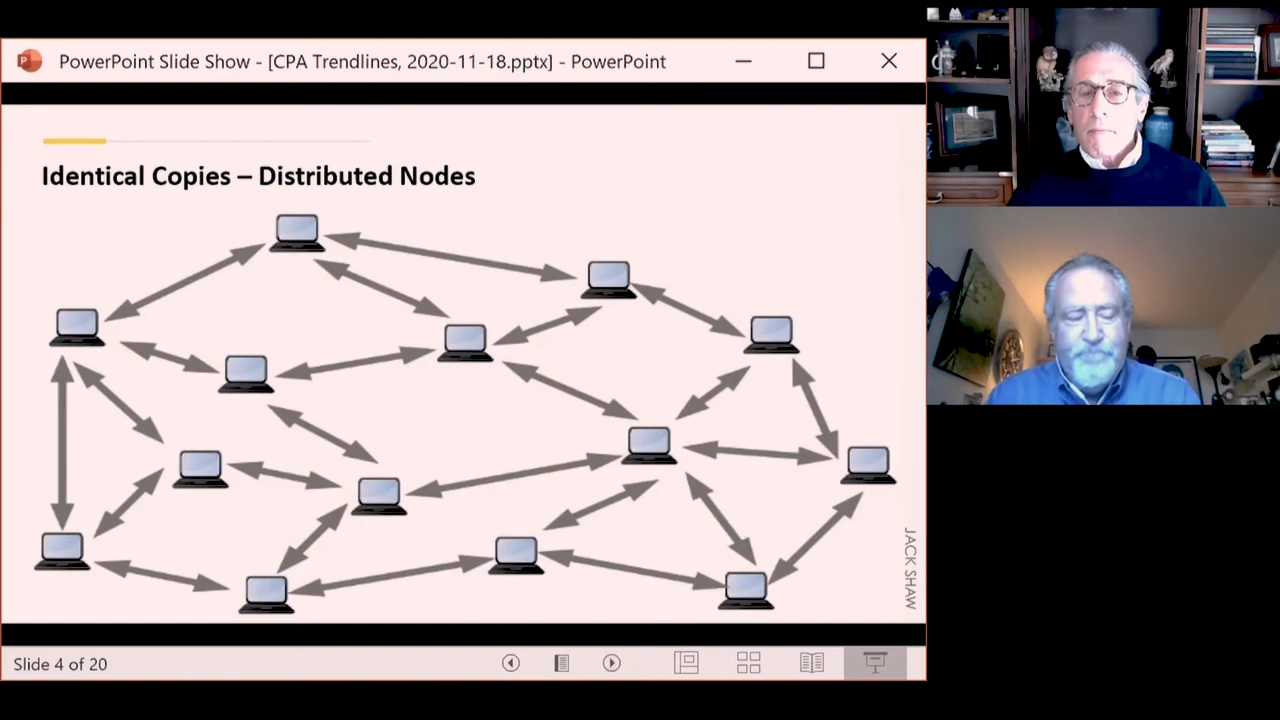 PowerPoint Slide Show - [CPA Trendlines, 2020-11-18.pptx] - PowerPoint
Identical Copies – Distributed Nodes
JACK SHAW
Slide 4 of 20